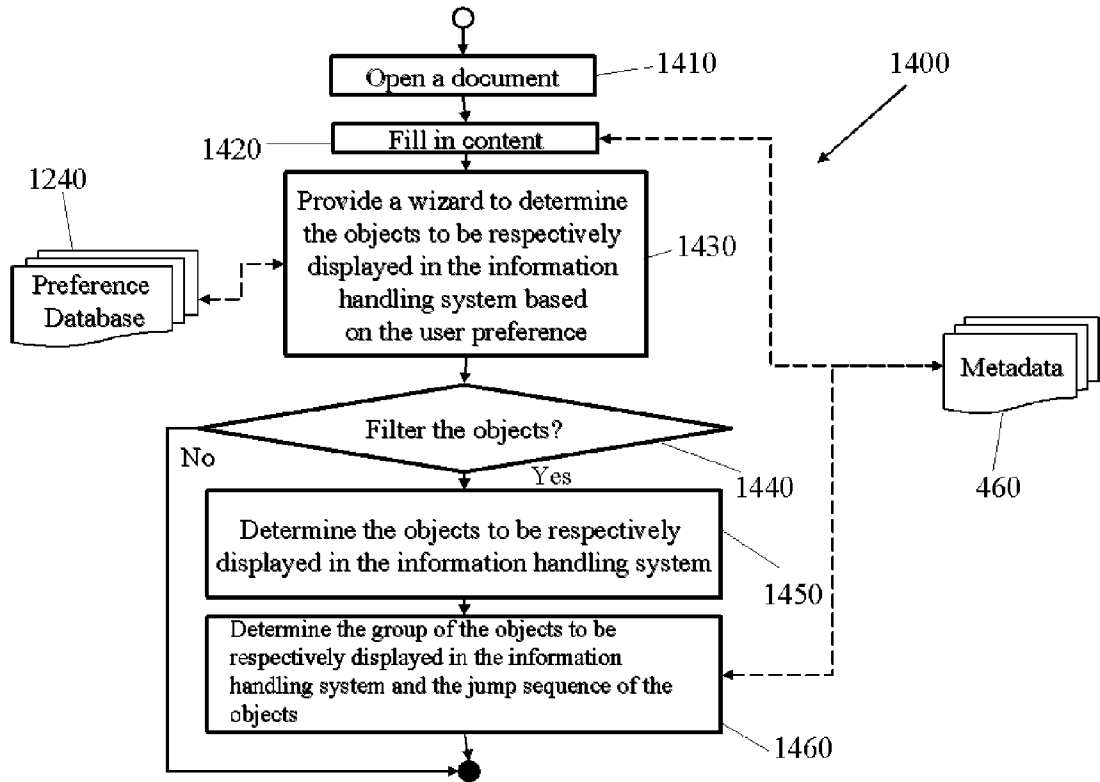 Open a document
1410
1400
Fill in content
1420
1240
Provide a wizard to determine
the objects to be respectively
displayed in the information
handling system based
on the user preference
1430
Preference
Database
Metadata
460
Filter the objects?
No
Yes
1440
Determine the objects to be respectively
displayed in the information handling system
1450
Determine the group of the objects to be
respectively displayed in the information
handling system and the jump sequence of the
objects
1460